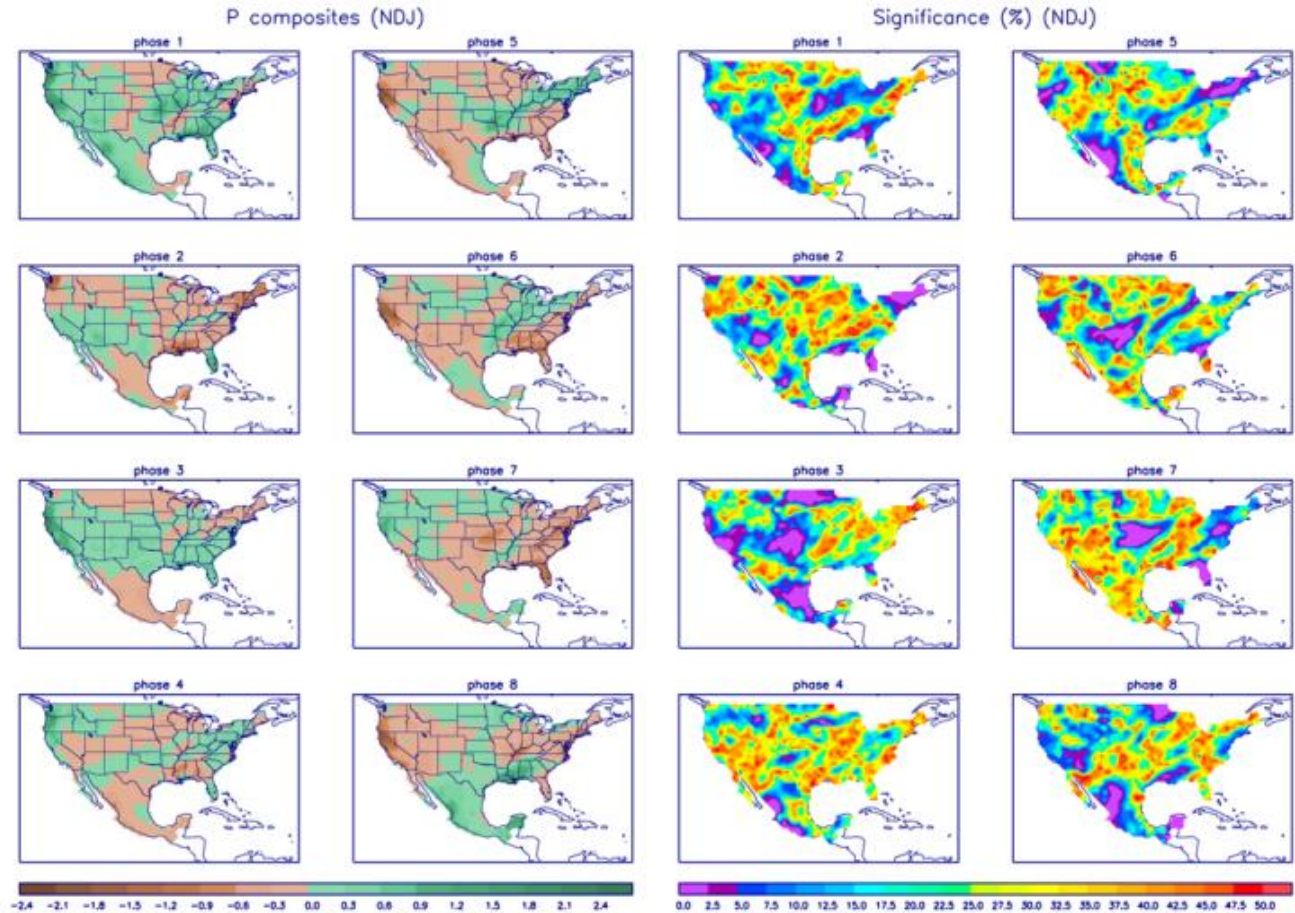 P composites (NDJ)
Significance (%) (NDJ)
phase 1
phase 5
phase 1
phase 5
phase 2
phase 6
phase 2
phase 6
phase 3
phase 7
phase 3
phase 7
phase 4
phase 8
phase 4
phase 8
-2.4 -2.1 -1.8 -1.5 -1.2 -0.9 -0.6 -0.3 0.0 0.3 0.6 0.9 1.2 1.5 1.8 2.1 2.4
0.0 2.5 5.0 7.5 10.0 12.5 15.0 17.5 20.0 22.5 25.0 27.5 30.0 32.5 35.0 37.5 40.0 42.5 45.0 47.5 50.0